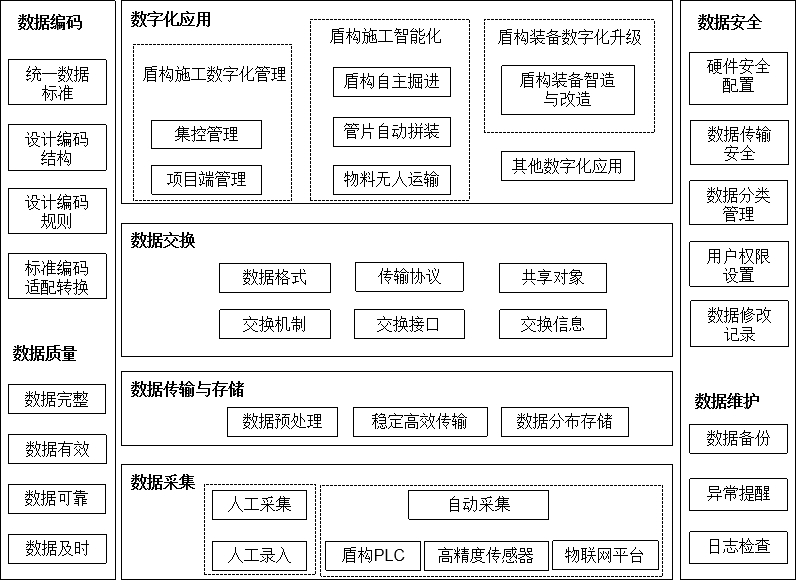 数据编码
统一数据
标准
设计编码
结构
设计编码
规则
标准编码
适配转换
数据质量
数据完整
数据有效
数据可靠
数据及时
数字化应用
盾构施工数字化管理
集控管理
项目端管理
盾构施工智能化
盾构自主掘进
管片自动拼装
物料无人运输
盾构装备数字化升级
盾构装备智造
与改造
其他数字化应用
数据交换
数据格式
传输协议
共享对象
交换机制
交换接口
交换信息
数据传输与存储
数据预处理
稳定高效传输
数据分布存储
数据采集
人工采集
人工录入
自动采集
盾构PLC
高精度传感器
物联网平台
数据安全
硬件安全
配置
数据传输
安全
数据分类
管理
用户权限
设置
数据修改
记录
数据维护
数据备份
异常提醒
日志检查